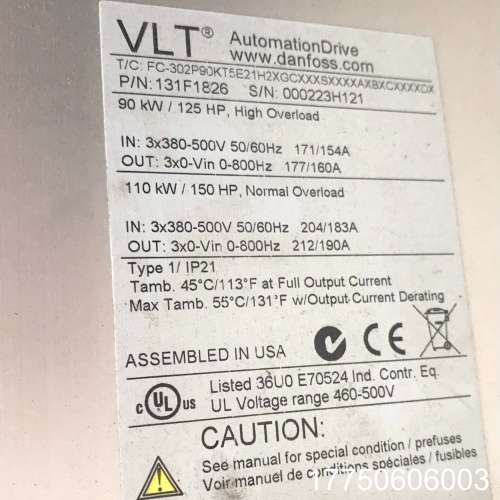 VLT® AutomationDrive
www.danfoss.com
T/C: FC-302P90KT5E21H2XGCXXXSXXXXAXBXCXXXXDX
P/N: 131F1826 S/N: 000223H121
90 kW / 125 HP, High Overload
IN: 3x380-500V 50/60Hz 171/154A
OUT: 3x0-Vin 0-800Hz 177/160A
110 kW / 150 HP, Normal Overload
IN: 3x380-500V 50/60Hz 204/183A
OUT: 3x0-Vin 0-800Hz 212/190A
Type 1/ IP21
Tamb. 45°C/113°F at Full Output Current
Max Tamb. 55°C/131°F w/Output Current Derating
ASSEMBLED IN USA CE
c UL us Listed 36U0 E70524 Ind. Contr. Eq.
UL Voltage range 460-500V
CAUTION:
See manual for special condition / prefuses
Voir manuel de conditions spéciales / fusibles
17750606003